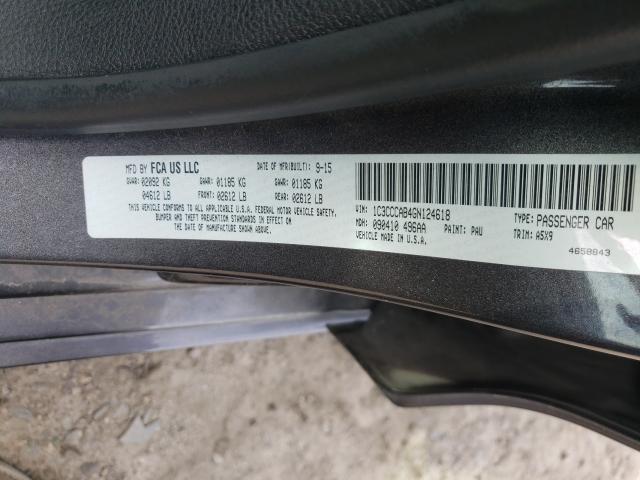 MFD BY FCA US LLC DATE OF MFR(BUILT): 9-15
GVWR: 02092 KG GAWR: 01185 KG GAWR: 01185 KG
04612 LB FRONT: 02612 LB REAR: 02612 LB
THIS VEHICLE CONFORMS TO ALL APPLICABLE U.S.A. FEDERAL MOTOR VEHICLE SAFETY,
BUMPER AND THEFT PREVENTION STANDARDS IN EFFECT ON
THE DATE OF MANUFACTURE SHOWN ABOVE.
VIN: 1C3CCCAB4GN124618 TYPE: PASSENGER CAR
MDH: 090410 496AA PAINT: PAU TRIM: A5X9
VEHICLE MADE IN U.S.A. 4658843